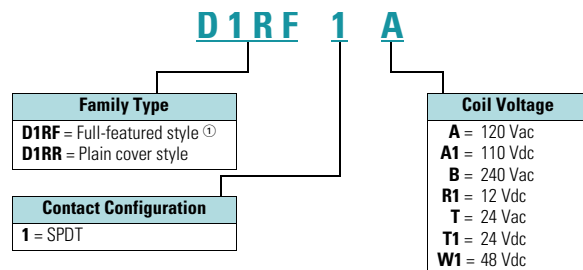 D1RF 1 A
Family Type
D1RF = Full-featured style ①
D1RR = Plain cover style
Contact Configuration
1 = SPDT
Coil Voltage
A = 120 Vac
A1 = 110 Vdc
B = 240 Vac
R1 = 12 Vdc
T = 24 Vac
T1 = 24 Vdc
W1 = 48 Vdc